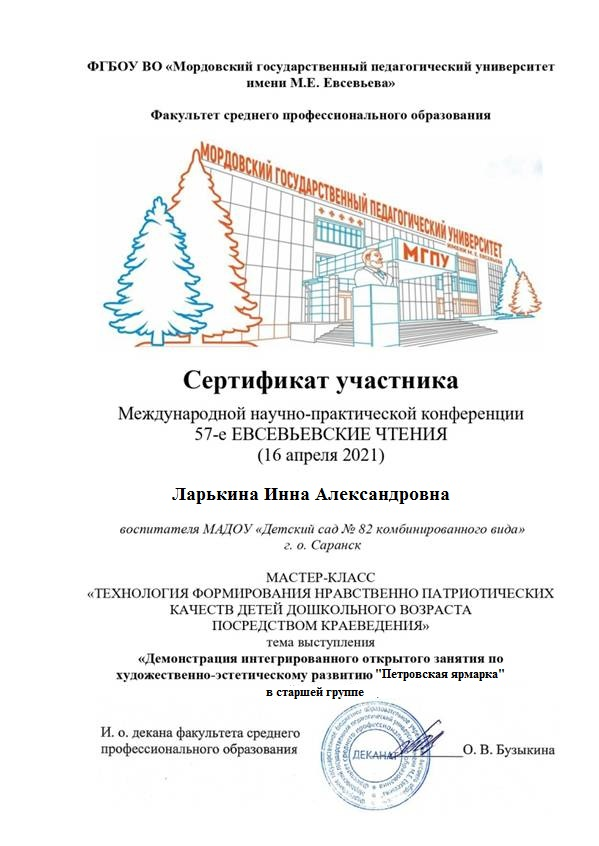 ФГБОУ ВО «Мордовский государственный педагогический университет
имени М.Е. Евсевьева»
Факультет среднего профессионального образования
МОРДОВСКИЙ ГОСУДАРСТВЕННЫЙ ПЕДАГОГИЧЕСКИЙ УНИВЕРСИТЕТ
ИМЕНИ М. Е. ЕВСЕВЬЕВА
МГПУ
Сертификат участника
Международной научно-практической конференции
57-е ЕВСЕВЬЕВСКИЕ ЧТЕНИЯ
(16 апреля 2021)
Ларькина Инна Александровна
воспитателя МАДОУ «Детский сад № 82 комбинированного вида»
г. о. Саранск
МАСТЕР-КЛАСС
«ТЕХНОЛОГИЯ ФОРМИРОВАНИЯ НРАВСТВЕННО ПАТРИОТИЧЕСКИХ
КАЧЕСТВ ДЕТЕЙ ДОШКОЛЬНОГО ВОЗРАСТА
ПОСРЕДСТВОМ КРАЕВЕДЕНИЯ»
тема выступления
«Демонстрация интегрированного открытого занятия по
художественно-эстетическому развитию "Петровская ярмарка"
в старшей группе
И. о. декана факультета среднего
профессионального образования
ДЕКАНАТ
О. В. Бузыкина